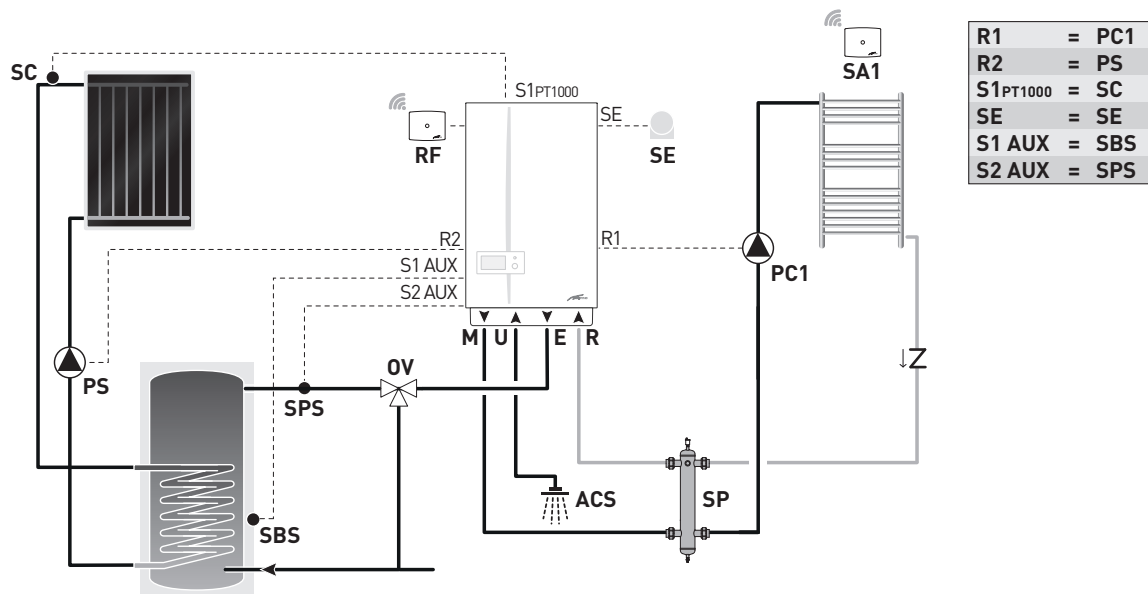 SC
S1PT1000
RF
SE
SE
SA1
R1 = PC1
R2 = PS
S1PT1000 = SC
SE = SE
S1 AUX = SBS
S2 AUX = SPS
R2
S1 AUX
S2 AUX
R1
PC1
M U E R
PS
OV
SPS
Z
ACS
SP
SBS